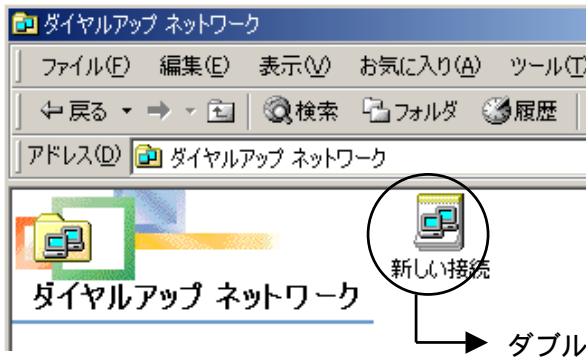 ダイヤルアップ ネットワーク
ファイル(F) 編集(E) 表示(V) お気に入り(A) ツール(T)
戻る 検索 フォルダ 履歴
アドレス(D) ダイヤルアップ ネットワーク
新しい接続
ダイヤルアップ ネットワーク
ダブル